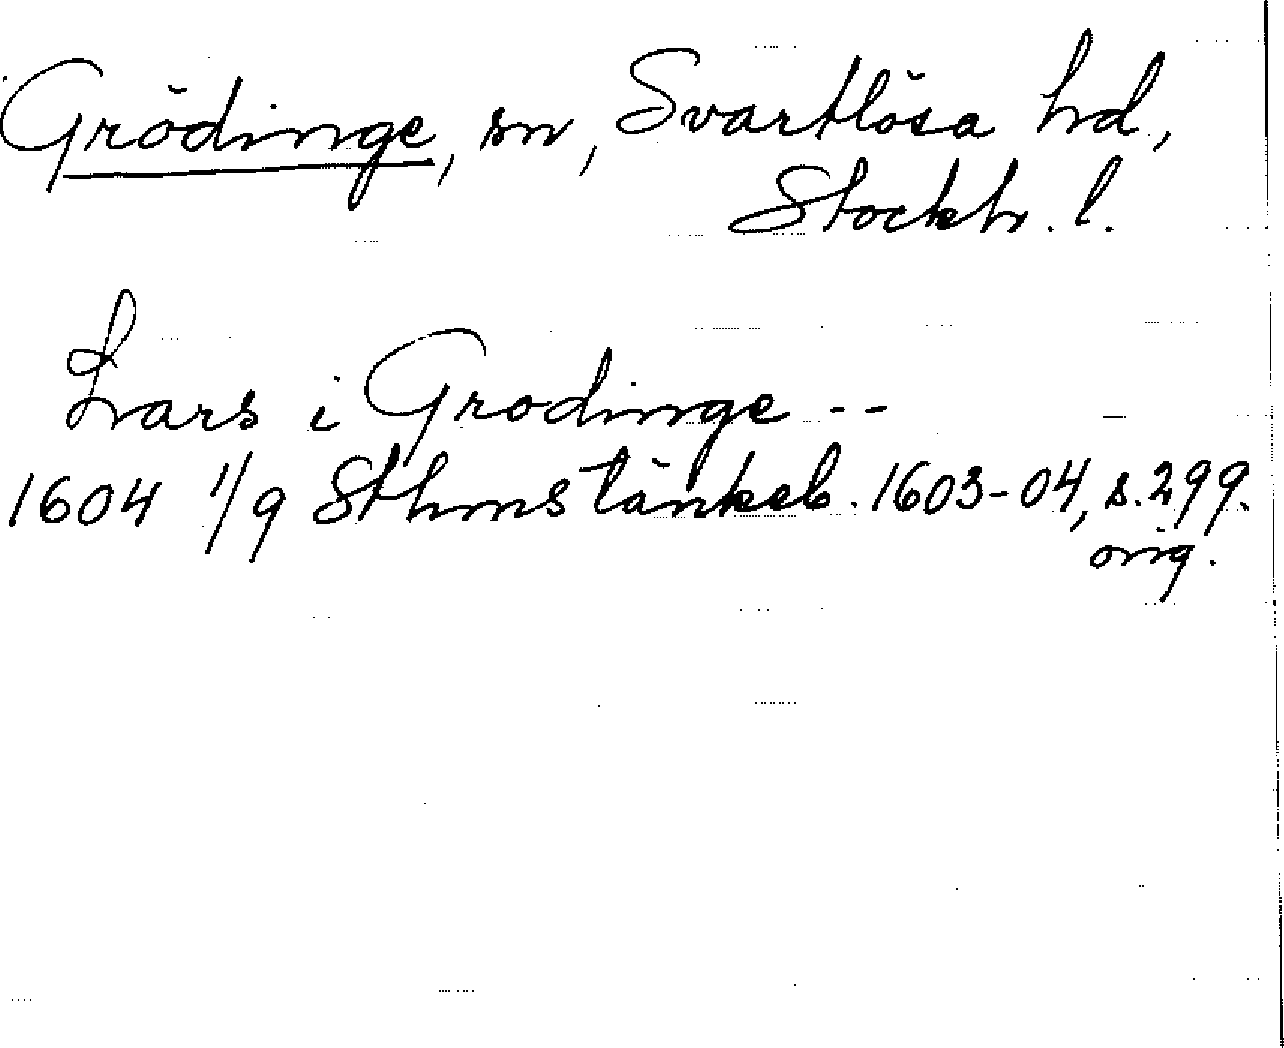 Grödinge, sn, Svartlösa hd.,
Stockh. l.
Lars i Grodinge --
1604 1/9 Sthms tänkeb. 1603-04, s. 299.
orig.